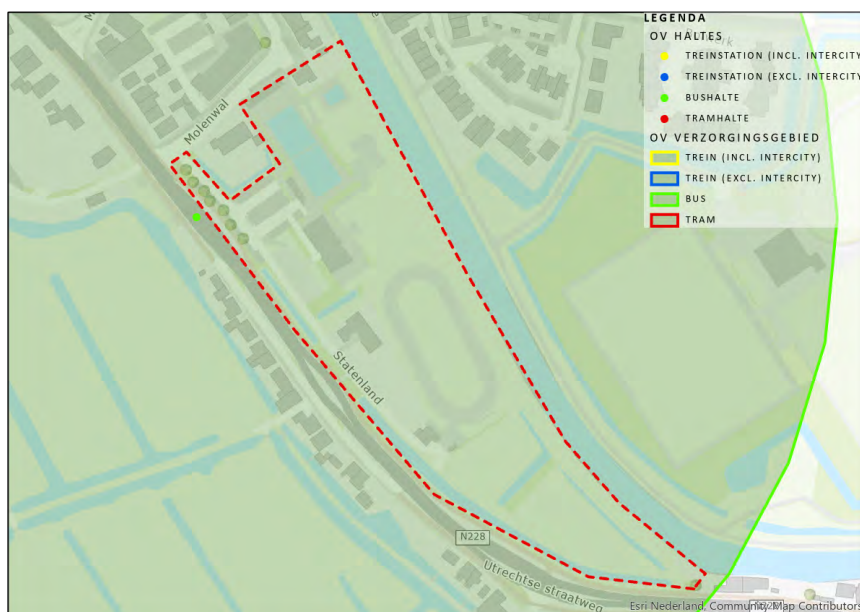 LEGENDA
OV HALTES
TREINSTATION (INCL. INTERCITY
TREINSTATION (EXCL. INTERCITY
BUSHALTE
TRAMHALTE
OV VERZORGINGSGEBIED
TREIN (INCL. INTERCITY)
TREIN (EXCL. INTERCITY)
BUS
TRAM
Molenwal
Statenland
N228
Utrechtse straatweg
Esri Nederland, Community Map Contributors